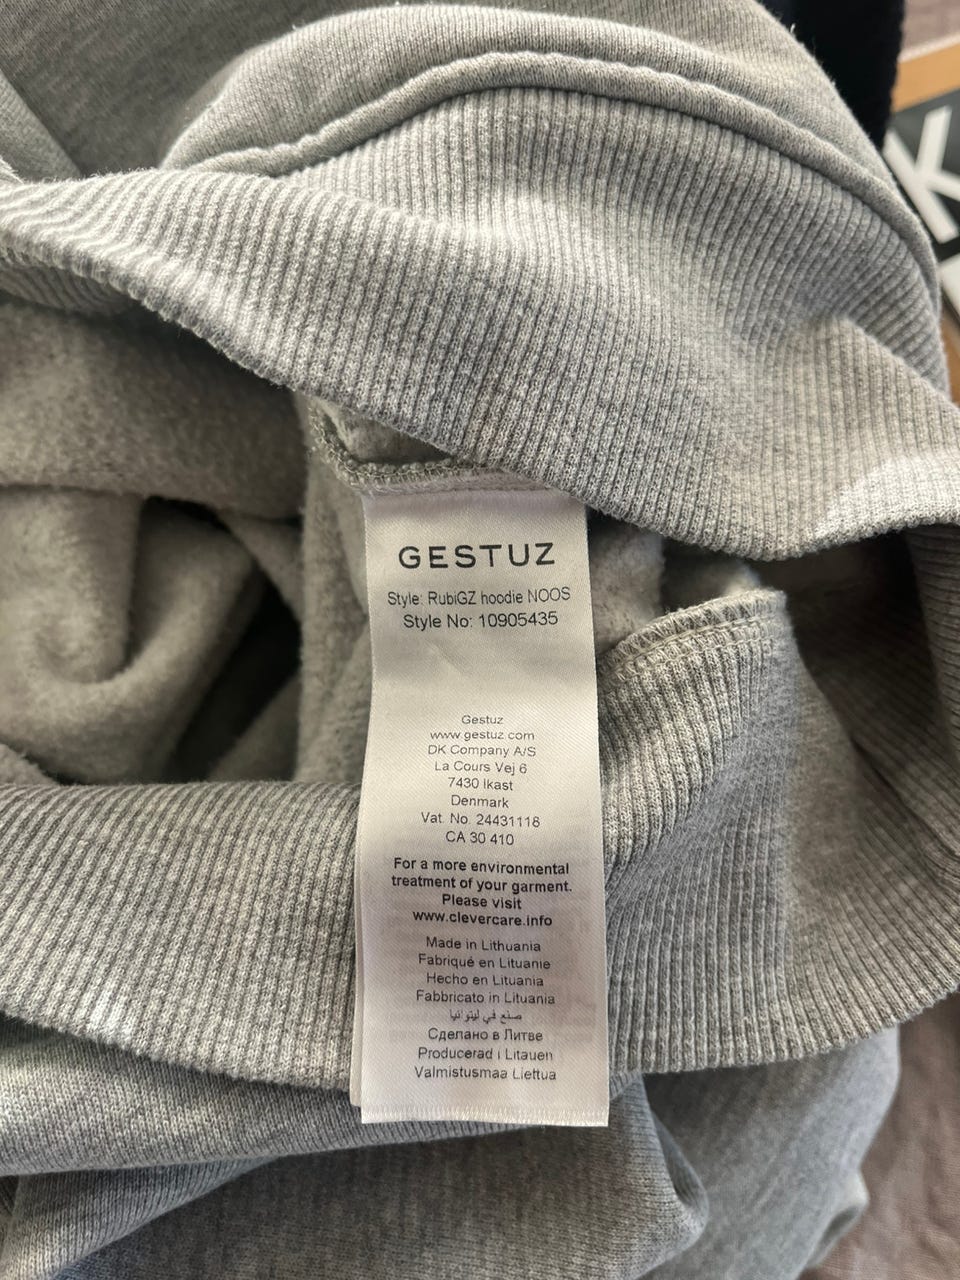 GESTUZ
Style: RubiGZ hoodie NOOS
Style No: 10905435
Gestuz
www.gestuz.com
DK Company A/S
La Cours Vej 6
7430 Ikast
Denmark
Vat. No. 24431118
CA 30 410
For a more environmental
treatment of your garment.
Please visit
www.clevercare.info
Made in Lithuania
Fabriqué en Lituanie
Hecho en Lituania
Fabbricato in Lituania
صنع في ليتوانيا
Сделано в Литве
Producerad i Litauen
Valmistusmaa Liettua
K